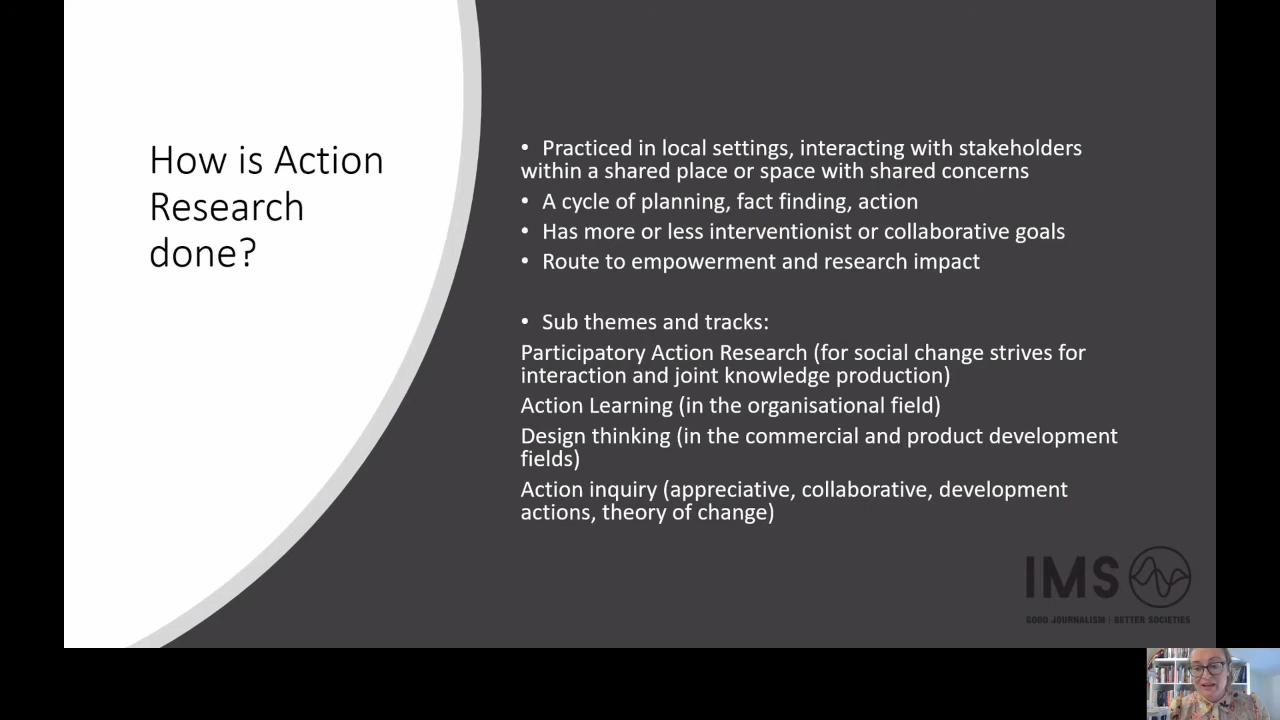 How is Action
Research
done?
• Practiced in local settings, interacting with stakeholders
within a shared place or space with shared concerns
• A cycle of planning, fact finding, action
• Has more or less interventionist or collaborative goals
• Route to empowerment and research impact
• Sub themes and tracks:
Participatory Action Research (for social change strives for
interaction and joint knowledge production)
Action Learning (in the organisational field)
Design thinking (in the commercial and product development
fields)
Action inquiry (appreciative, collaborative, development
actions, theory of change)
IMS
GOOD JOURNALISM | BETTER SOCIETIES